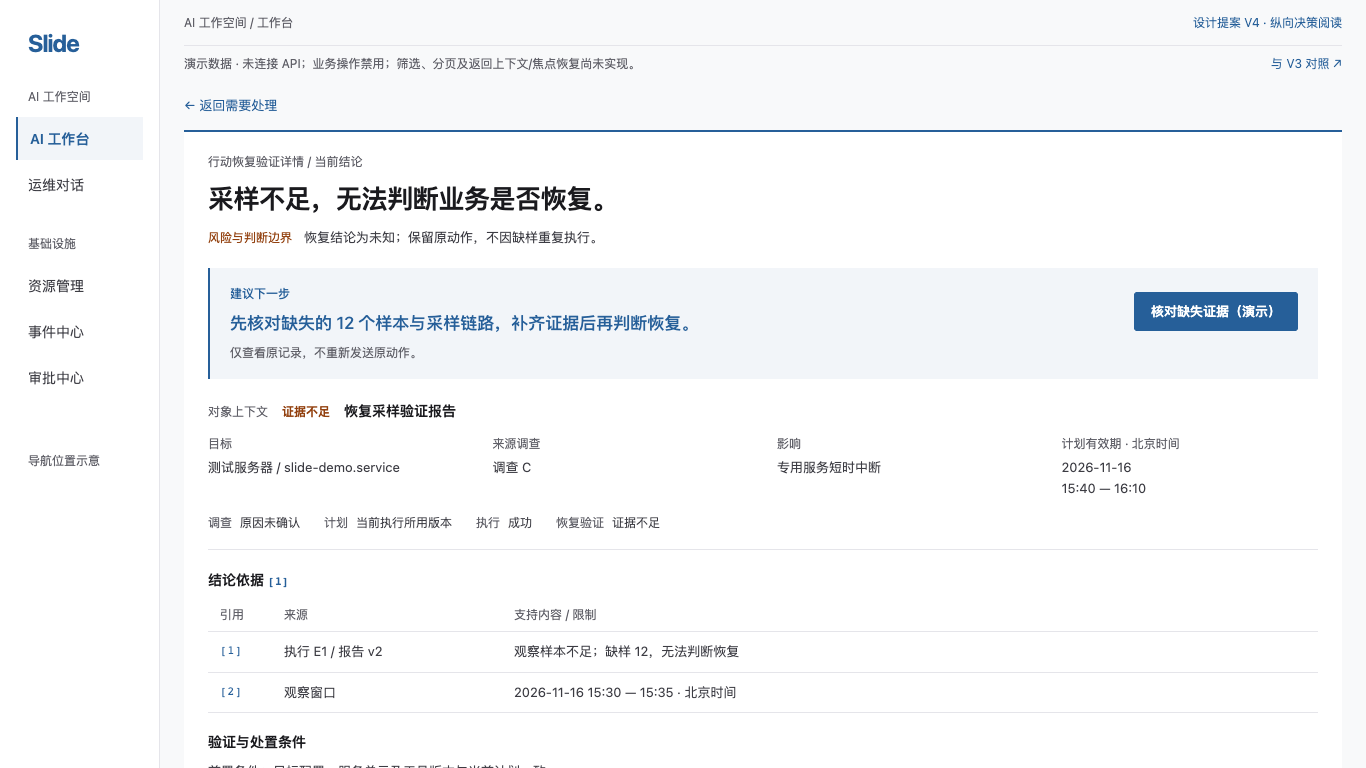 Slide
AI 工作空间
AI 工作台
运维对话
基础设施
资源管理
事件中心
审批中心
导航位置示意
AI 工作空间 / 工作台
设计提案 V4 · 纵向决策阅读
演示数据 · 未连接 API；业务操作禁用；筛选、分页及返回上下文/焦点恢复尚未实现。
与 V3 对照 ↗
← 返回需要处理
行动恢复验证详情 / 当前结论
采样不足，无法判断业务是否恢复。
风险与判断边界 恢复结论为未知；保留原动作，不因缺样重复执行。
建议下一步
先核对缺失的 12 个样本与采样链路，补齐证据后再判断恢复。
仅查看原记录，不重新发送原动作。
核对缺失证据（演示）
对象上下文 证据不足 恢复采样验证报告
目标 来源调查 影响 计划有效期 · 北京时间
测试服务器 / slide-demo.service 调查 C 专用服务短时中断 2026-11-16
15:40 — 16:10
调查 原因未确认 计划 当前执行所用版本 执行 成功 恢复验证 证据不足
结论依据 [1]
引用 来源 支持内容 / 限制
[1] 执行 E1 / 报告 v2 观察样本不足；缺样 12，无法判断恢复
[2] 观察窗口 2026-11-16 15:30 — 15:35 · 北京时间
验证与处置条件